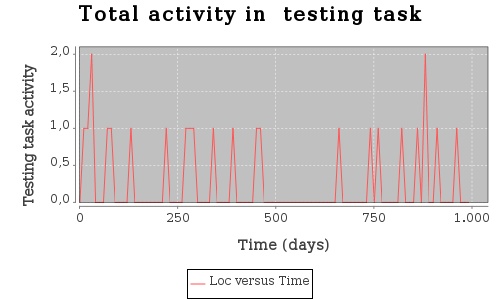 Total activity in  testing task
Testing task activity
2,0
1,5
1,0
0,5
0,0
0 250 500 750 1.000
Time (days)
Loc versus Time